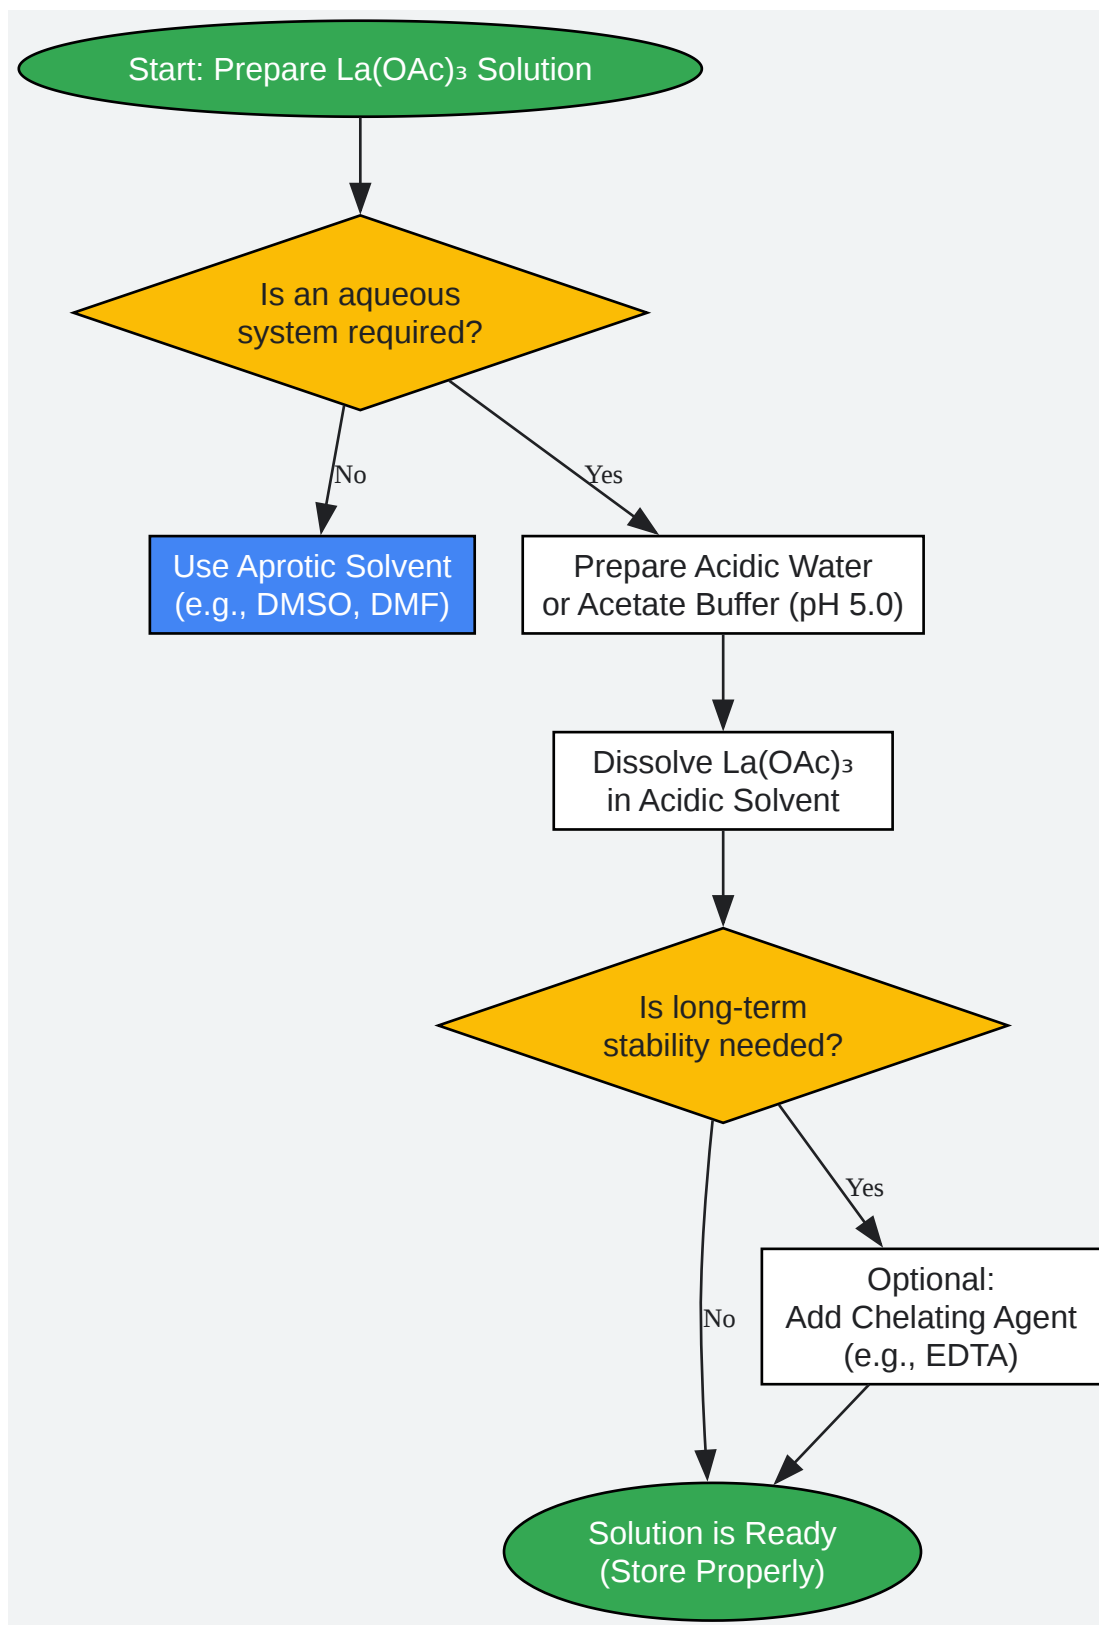 Start: Prepare La(OAc)₃ Solution
Is an aqueous
system required?
No
Yes
Use Aprotic Solvent
(e.g., DMSO, DMF)
Prepare Acidic Water
or Acetate Buffer (pH 5.0)
Dissolve La(OAc)₃
in Acidic Solvent
Is long-term
stability needed?
Yes
No
Optional:
Add Chelating Agent
(e.g., EDTA)
Solution is Ready
(Store Properly)